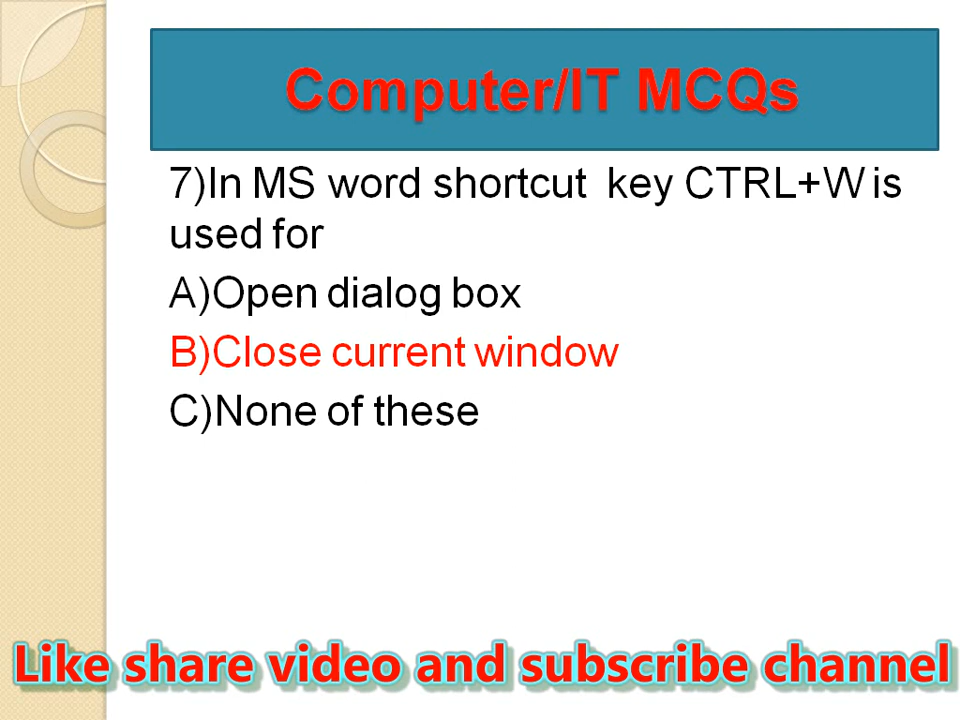 Computer/IT MCQs
7)In MS word shortcut key CTRL+W is
used for
A)Open dialog box
B)Close current window
C)None of these
Like share video and subscribe channel